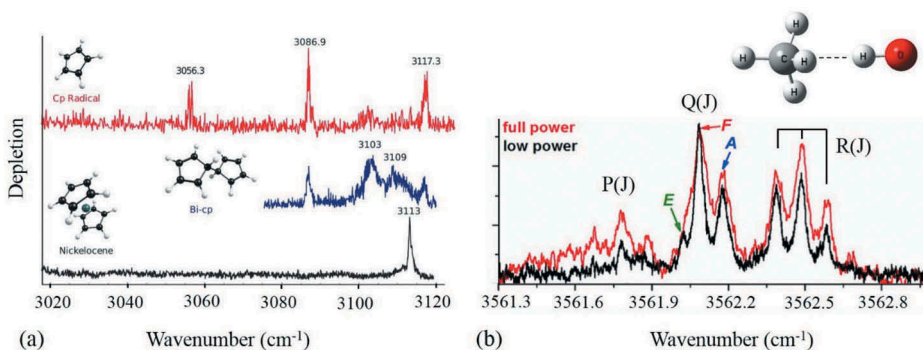 Depletion
3056.3
3086.9
3117.3
Cp Radical
3103
3109
Bi-cp
3113
Nickelocene
3020 3040 3060 3080 3100 3120
(a) Wavenumber (cm⁻¹)
H
H C H H O
H
full power
low power
Q(J)
F
A
E
P(J)
R(J)
3561.3 3561.6 3561.9 3562.2 3562.5 3562.8
(b) Wavenumber (cm⁻¹)